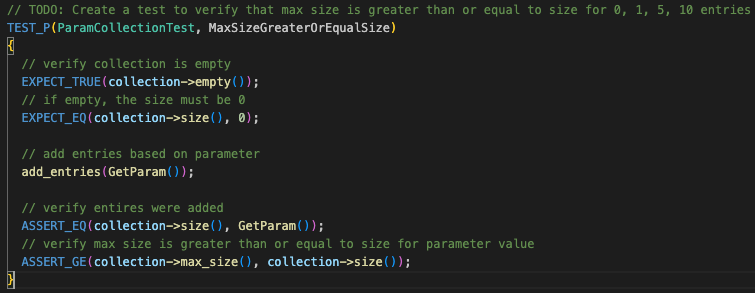 // TODO: Create a test to verify that max size is greater than or equal to size for 0, 1, 5, 10 entries
TEST_P(ParamCollectionTest, MaxSizeGreaterOrEqualSize)
{
// verify collection is empty
EXPECT_TRUE(collection->empty());
// if empty, the size must be 0
EXPECT_EQ(collection->size(), 0);
// add entries based on parameter
add_entries(GetParam());
// verify entires were added
ASSERT_EQ(collection->size(), GetParam());
// verify max size is greater than or equal to size for parameter value
ASSERT_GE(collection->max_size(), collection->size());
}